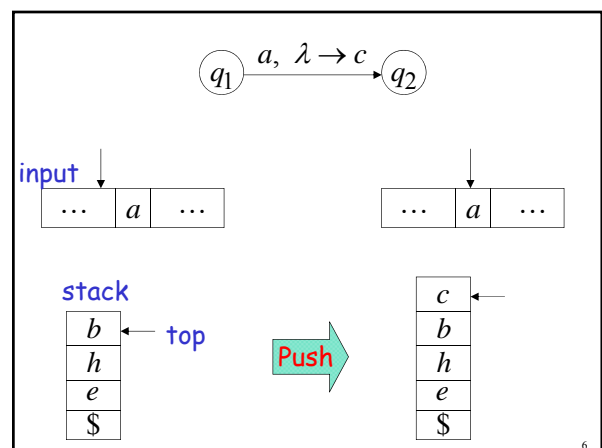 a, λ → c
q1 q2
input
⋯ a ⋯ ⋯ a ⋯
stack
c
b top b
h Push h
e e
$ $
6